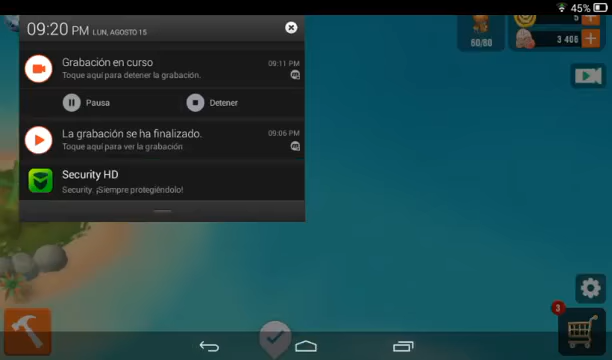 45%
09:20 PM LUN, AGOSTO 15
60/60
5
3 406
Grabación en curso 09:11 PM
Toque aquí para detener la grabación.
Pausa Detener
La grabación se ha finalizado. 09:06 PM
Toque aquí para ver la grabación
Security HD
Security. ¡Siempre protegiéndolo!
3